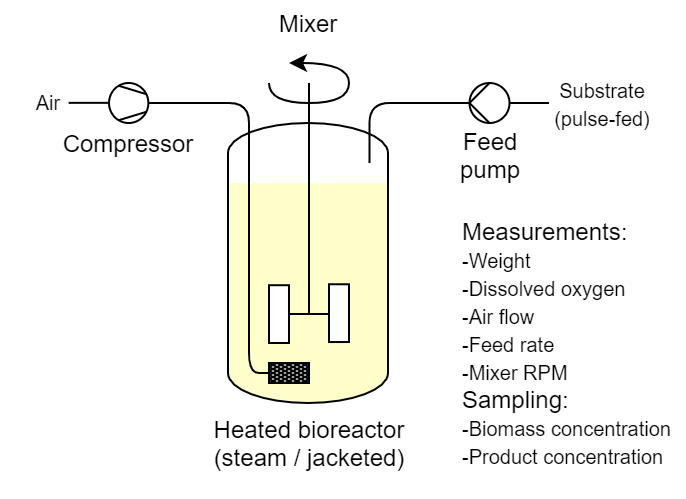 Mixer
Air
Compressor
Substrate
(pulse-fed)
Feed
pump
Measurements:
-Weight
-Dissolved oxygen
-Air flow
-Feed rate
-Mixer RPM
Sampling:
-Biomass concentration
-Product concentration
Heated bioreactor
(steam / jacketed)